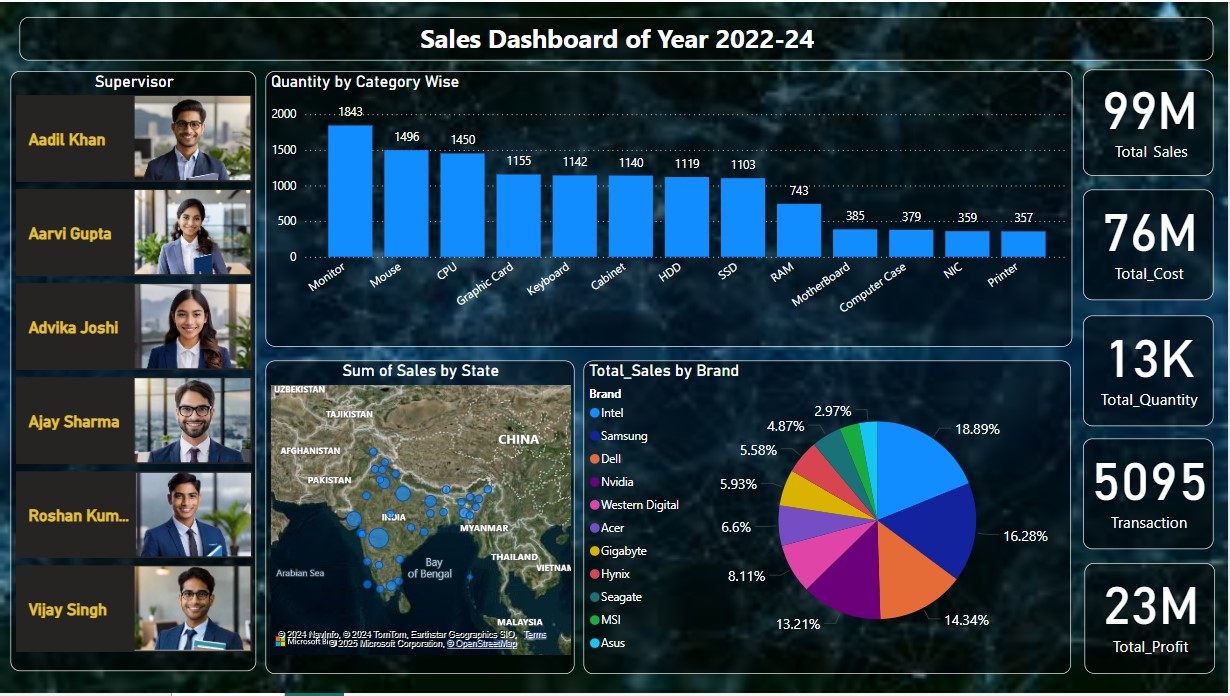 Sales Dashboard of Year 2022-24
Supervisor
Aadil Khan
Aarvi Gupta
Advika Joshi
Ajay Sharma
Roshan Kum...
Vijay Singh
Quantity by Category Wise
2000
1500
1000
500
0
1843
1496
1450
1155
1142
1140
1119
1103
743
385
379
359
357
Monitor
Mouse
CPU
Graphic Card
Keyboard
Cabinet
HDD
SSD
RAM
MotherBoard
Computer Case
NIC
Printer
Sum of Sales by State
UZBEKISTAN
TAJIKISTAN
CHINA
AFGHANISTAN
PAKISTAN
INDIA
MYANMAR
THAILAND
VIETNAM
Bay
of Bengal
Arabian Sea
MALAYSIA
© 2024 NavInfo, © 2024 TomTom, Earthstar Geographics SIO, Terms
© 2025 Microsoft Corporation, © OpenStreetMap
Total_Sales by Brand
Brand
Intel
Samsung
Dell
Nvidia
Western Digital
Acer
Gigabyte
Hynix
Seagate
MSI
Asus
18.89%
16.28%
14.34%
13.21%
8.11%
6.6%
5.93%
5.58%
4.87%
2.97%
99M
Total_Sales
76M
Total_Cost
13K
Total_Quantity
5095
Transaction
23M
Total_Profit